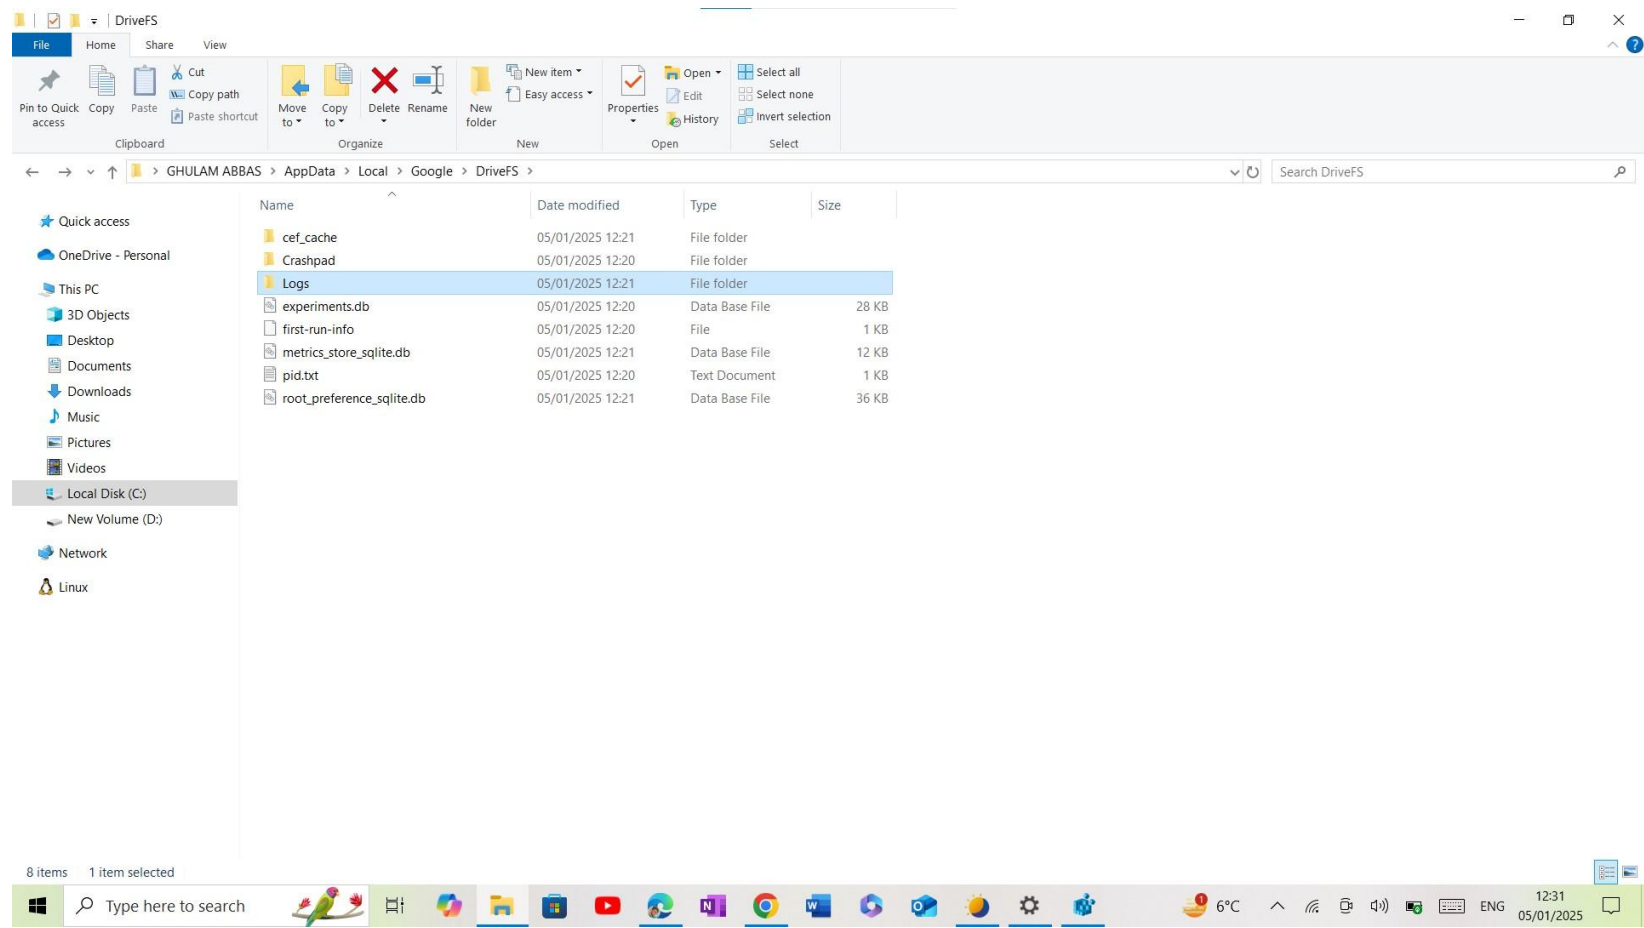 DriveFS
File Home Share View
Pin to Quick access
Copy
Paste
Cut
Copy path
Paste shortcut
Clipboard
Move to
Copy to
Delete
Rename
Organize
New folder
New item
Easy access
New
Properties
Open
Edit
History
Open
Select all
Select none
Invert selection
Select
GHULAM ABBAS > AppData > Local > Google > DriveFS >
Search DriveFS
Quick access
OneDrive - Personal
This PC
3D Objects
Desktop
Documents
Downloads
Music
Pictures
Videos
Local Disk (C:)
New Volume (D:)
Network
Linux
Name Date modified Type Size
cef_cache 05/01/2025 12:21 File folder
Crashpad 05/01/2025 12:20 File folder
Logs 05/01/2025 12:21 File folder
experiments.db 05/01/2025 12:20 Data Base File 28 KB
first-run-info 05/01/2025 12:20 File 1 KB
metrics_store_sqlite.db 05/01/2025 12:21 Data Base File 12 KB
pid.txt 05/01/2025 12:20 Text Document 1 KB
root_preference_sqlite.db 05/01/2025 12:21 Data Base File 36 KB
8 items 1 item selected
Type here to search
1
6°C
ENG
12:31
05/01/2025